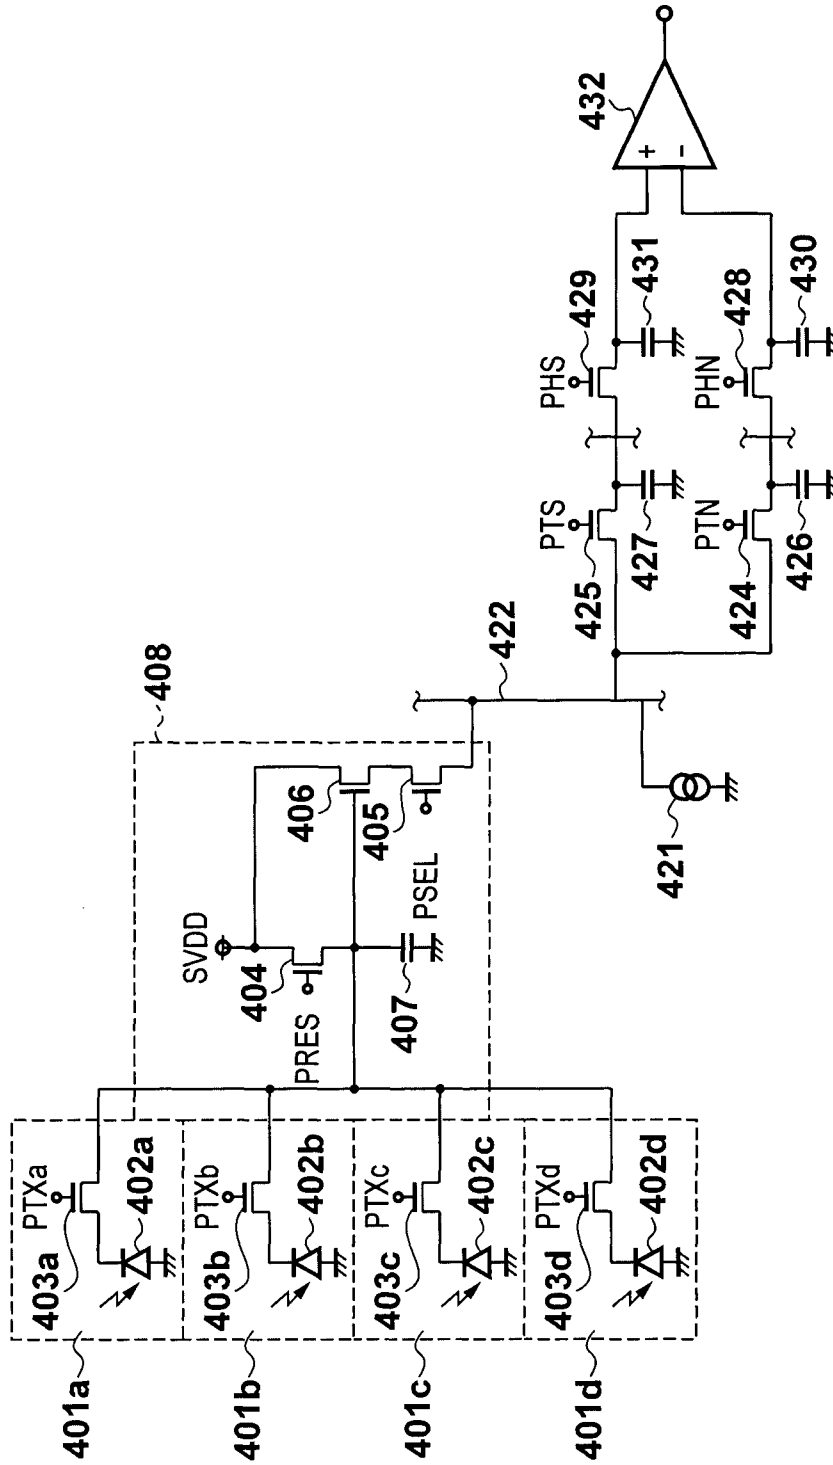 401a
403a
PTXa
402a
401b
403b
PTXb
402b
401c
403c
PTXc
402c
401d
403d
PTXd
402d
408
SVDD
404
PRES
407
406
405
PSEL
421
422
PTS
425
427
PTN
424
426
PHS
429
431
PHN
428
430
432
+
-